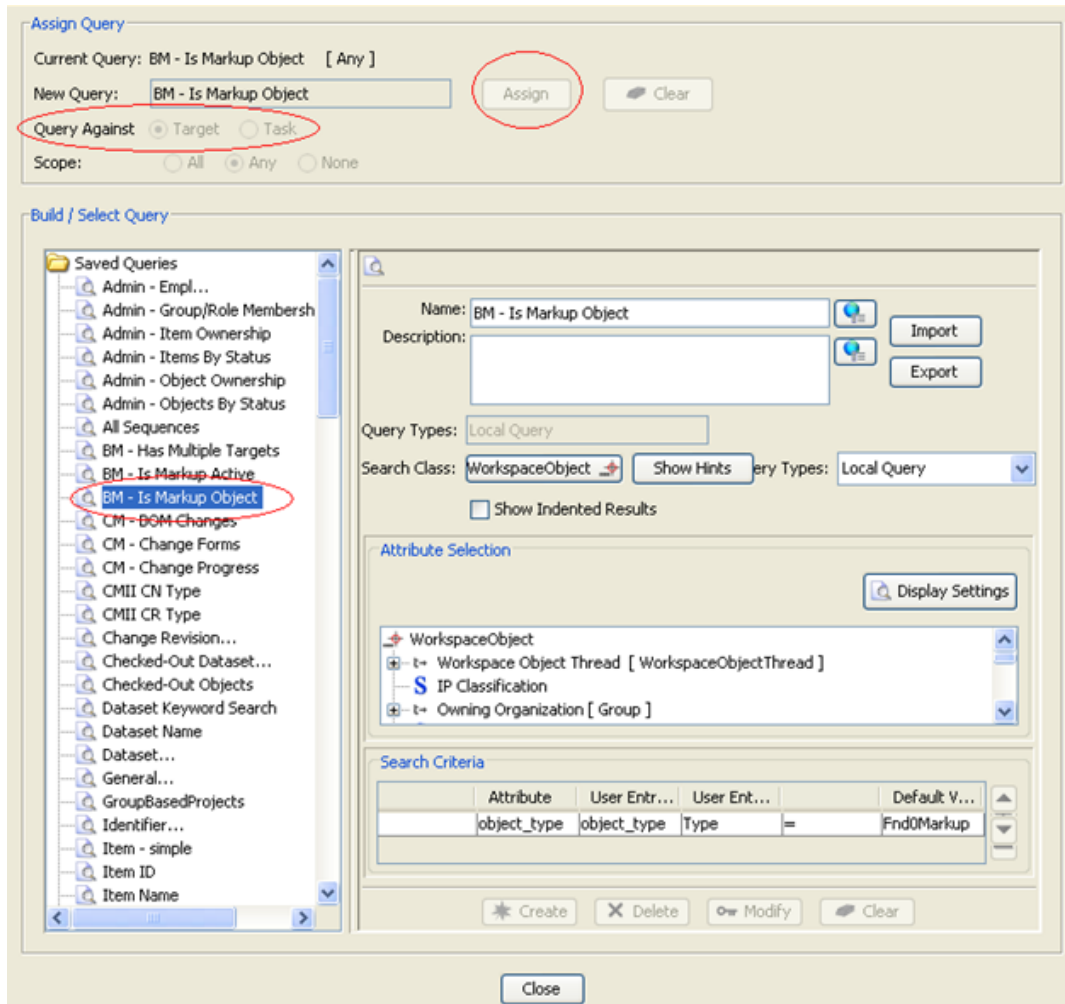 Assign Query
Current Query: BM - Is Markup Object [ Any ]
New Query: BM - Is Markup Object Assign Clear
Query Against Target Task
Scope: All Any None
Build / Select Query
Saved Queries
Admin - Empl...
Admin - Group/Role Membersh
Admin - Item Ownership
Admin - Items By Status
Admin - Object Ownership
Admin - Objects By Status
All Sequences
BM - Has Multiple Targets
BM - Is Markup Active
BM - Is Markup Object
CM - BOM Changes
CM - Change Forms
CM - Change Progress
CMII CN Type
CMII CR Type
Change Revision...
Checked-Out Dataset...
Checked-Out Objects
Dataset Keyword Search
Dataset Name
Dataset...
General...
GroupBasedProjects
Identifier...
Item - simple
Item ID
Item Name
Name: BM - Is Markup Object
Import
Description:
Export
Query Types: Local Query
Search Class: WorkspaceObject Show Hints ery Types: Local Query
Show Indented Results
Attribute Selection
Display Settings
WorkspaceObject
Workspace Object Thread [ WorkspaceObjectThread ]
S IP Classification
Owning Organization [ Group ]
Search Criteria
Attribute User Entr... User Ent... Default V...
object_type object_type Type = Fnd0Markup
Create Delete Modify Clear
Close